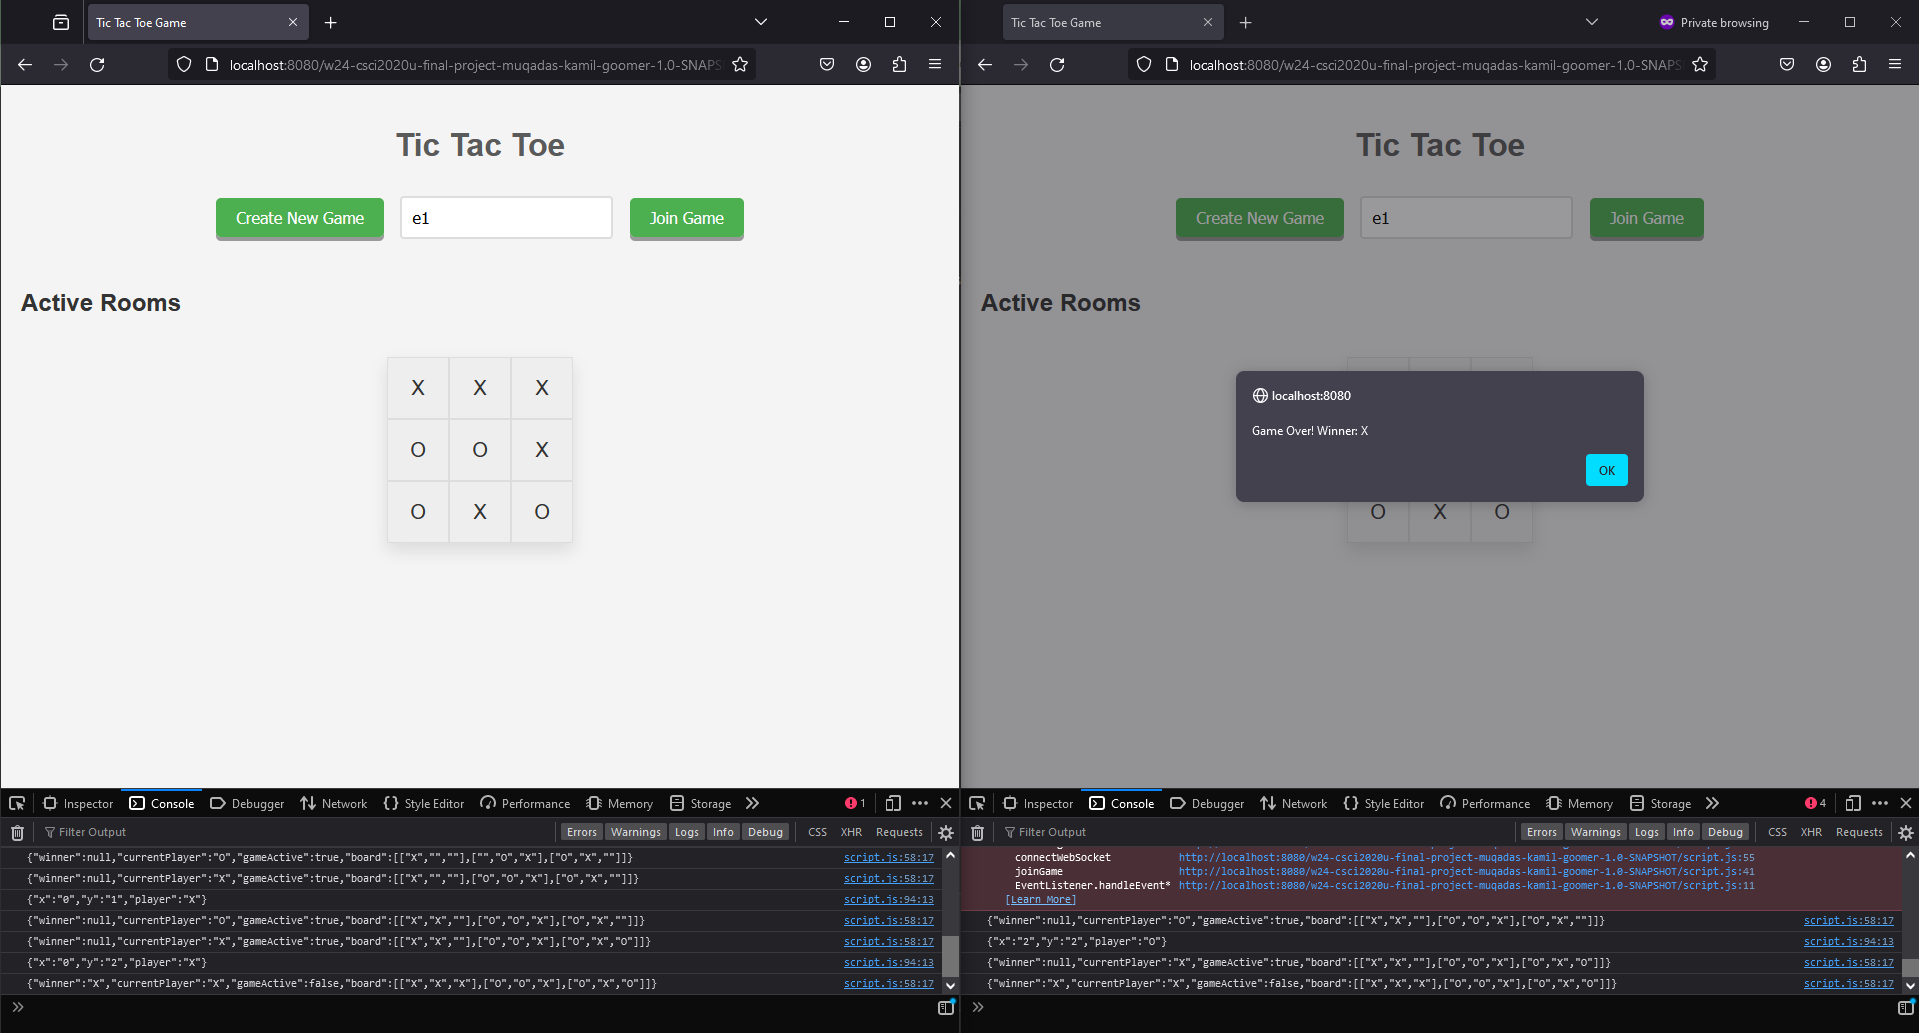 Tic Tac Toe Game
localhost:8080/w24-csci2020u-final-project-muqadas-kamil-goomer-1.0-SNAPS
Tic Tac Toe
Create New Game e1 Join Game
Active Rooms
X X X
O O X
O X O
Inspector Console Debugger Network Style Editor Performance Memory Storage 1
Filter Output Errors Warnings Logs Info Debug CSS XHR Requests
{"winner":null,"currentPlayer":"O","gameActive":true,"board":[["X","",""],["","O","X"],["O","X",""]]} script.js:58:17
{"winner":null,"currentPlayer":"X","gameActive":true,"board":[["X","",""],["O","O","X"],["O","X",""]]} script.js:58:17
{"x":"0","y":"1","player":"X"} script.js:94:13
{"winner":null,"currentPlayer":"O","gameActive":true,"board":[["X","X",""],["O","O","X"],["O","X",""]]} script.js:58:17
{"winner":null,"currentPlayer":"X","gameActive":true,"board":[["X","X",""],["O","O","X"],["O","X","O"]]} script.js:58:17
{"x":"0","y":"2","player":"X"} script.js:94:13
{"winner":"X","currentPlayer":"X","gameActive":false,"board":[["X","X","X"],["O","O","X"],["O","X","O"]]} script.js:58:17
Tic Tac Toe Game Private browsing
localhost:8080/w24-csci2020u-final-project-muqadas-kamil-goomer-1.0-SNAPS
Tic Tac Toe
Create New Game e1 Join Game
Active Rooms
localhost:8080
Game Over! Winner: X
OK
O X O
Inspector Console Debugger Network Style Editor Performance Memory Storage 4
Filter Output Errors Warnings Logs Info Debug CSS XHR Requests
connectWebSocket http://localhost:8080/w24-csci2020u-final-project-muqadas-kamil-goomer-1.0-SNAPSHOT/script.js:55
joinGame http://localhost:8080/w24-csci2020u-final-project-muqadas-kamil-goomer-1.0-SNAPSHOT/script.js:41
EventListener.handleEvent* http://localhost:8080/w24-csci2020u-final-project-muqadas-kamil-goomer-1.0-SNAPSHOT/script.js:11
[Learn More]
{"winner":null,"currentPlayer":"O","gameActive":true,"board":[["X","X",""],["O","O","X"],["O","X",""]]} script.js:58:17
{"x":"2","y":"2","player":"O"} script.js:94:13
{"winner":null,"currentPlayer":"X","gameActive":true,"board":[["X","X",""],["O","O","X"],["O","X","O"]]} script.js:58:17
{"winner":"X","currentPlayer":"X","gameActive":false,"board":[["X","X","X"],["O","O","X"],["O","X","O"]]} script.js:58:17